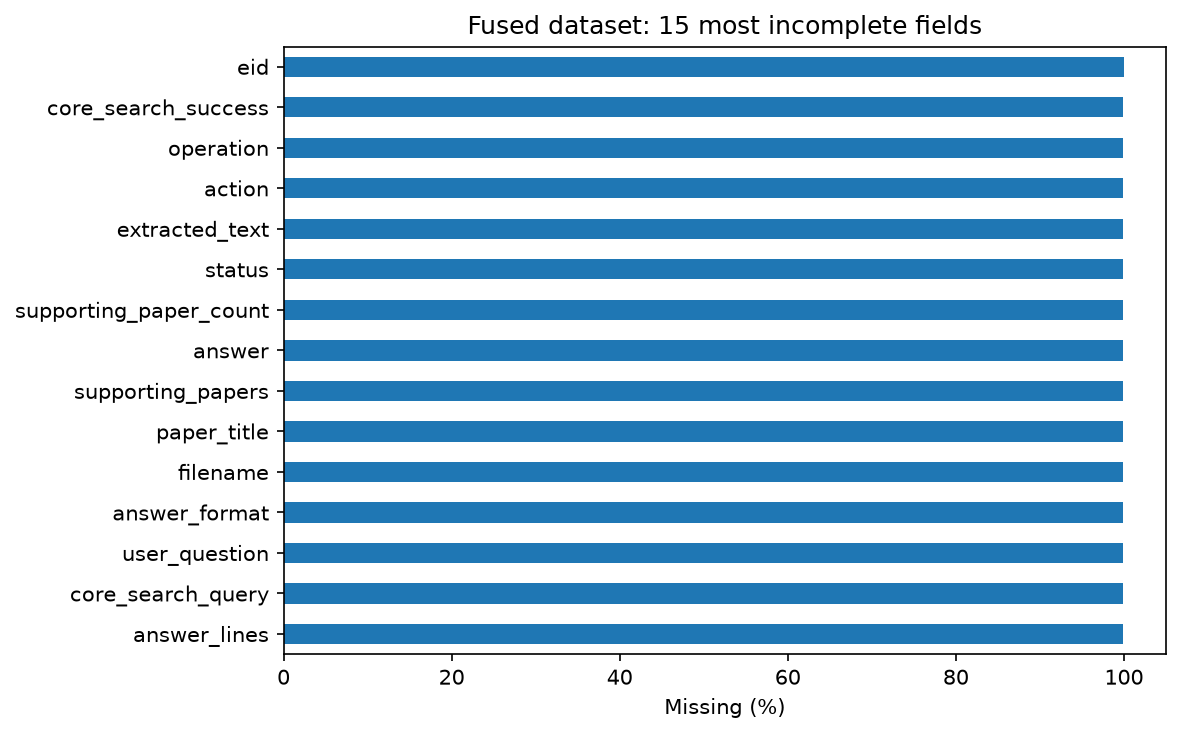 Fused dataset: 15 most incomplete fields
eid
core_search_success
operation
action
extracted_text
status
supporting_paper_count
answer
supporting_papers
paper_title
filename
answer_format
user_question
core_search_query
answer_lines
0 20 40 60 80 100
Missing (%)